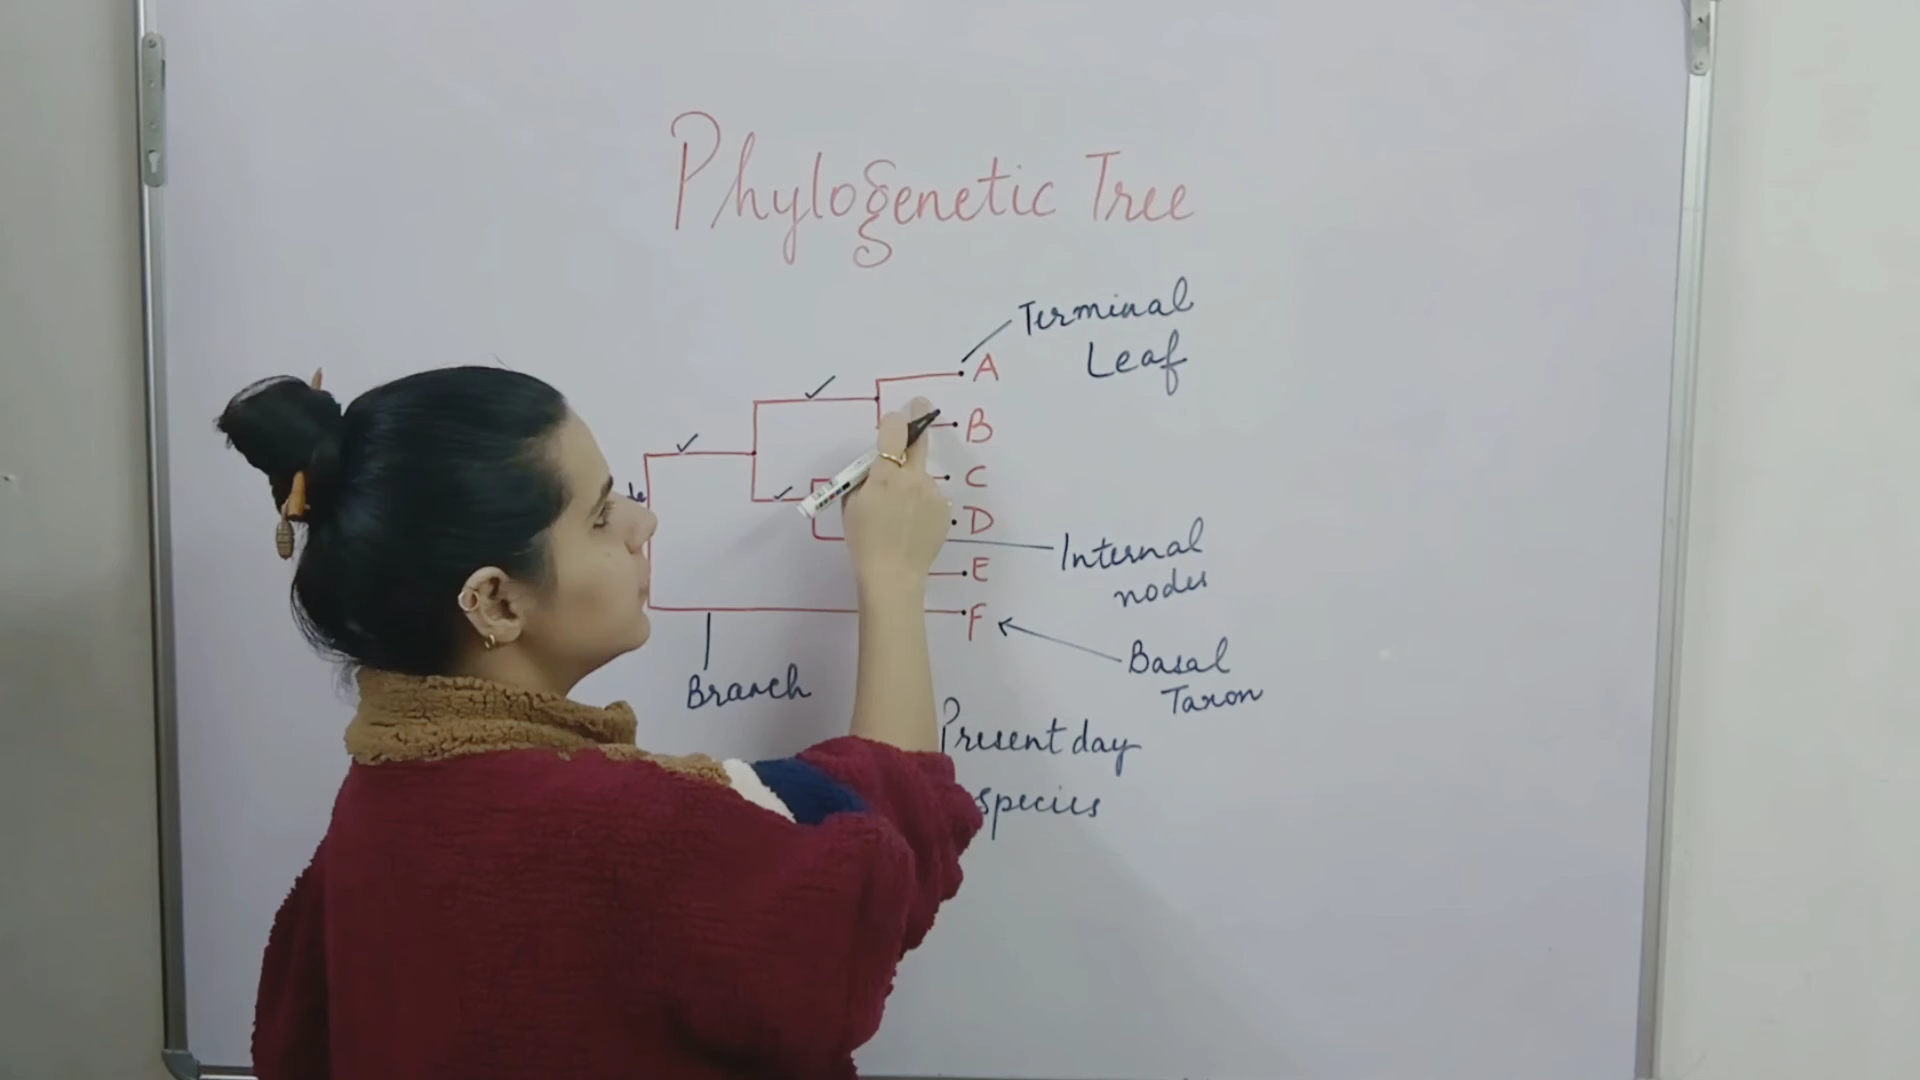 Phylogenetic Tree
Terminal
Leaf
A
B
C
D
E
F
Internal
nodes
Basal
Taxon
Branch
Present day
species